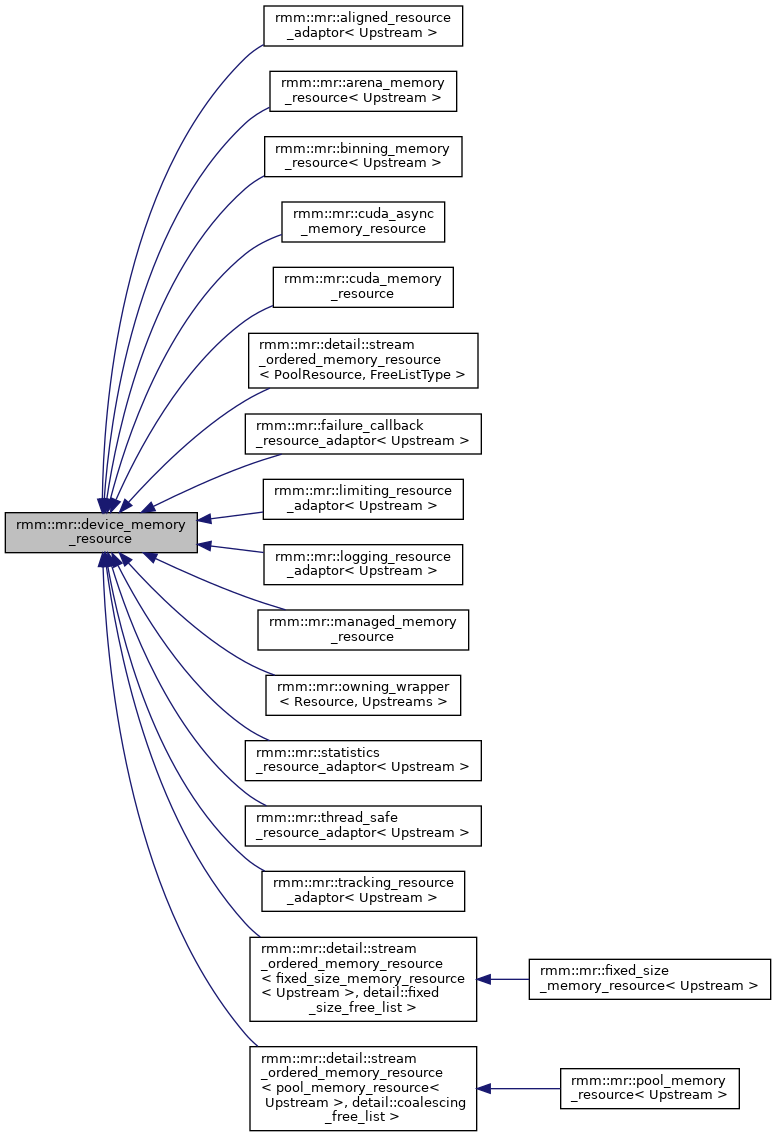 rmm::mr::aligned_resource
_adaptor< Upstream >
rmm::mr::arena_memory
_resource< Upstream >
rmm::mr::binning_memory
_resource< Upstream >
rmm::mr::cuda_async
_memory_resource
rmm::mr::cuda_memory
_resource
rmm::mr::detail::stream
_ordered_memory_resource
< PoolResource, FreeListType >
rmm::mr::failure_callback
_resource_adaptor< Upstream >
rmm::mr::limiting_resource
_adaptor< Upstream >
rmm::mr::device_memory
_resource
rmm::mr::logging_resource
_adaptor< Upstream >
rmm::mr::managed_memory
_resource
rmm::mr::owning_wrapper
< Resource, Upstreams >
rmm::mr::statistics
_resource_adaptor< Upstream >
rmm::mr::thread_safe
_resource_adaptor< Upstream >
rmm::mr::tracking_resource
_adaptor< Upstream >
rmm::mr::detail::stream
_ordered_memory_resource
< fixed_size_memory_resource
< Upstream >, detail::fixed
_size_free_list >
rmm::mr::fixed_size
_memory_resource< Upstream >
rmm::mr::detail::stream
_ordered_memory_resource
< pool_memory_resource<
Upstream >, detail::coalescing
_free_list >
rmm::mr::pool_memory
_resource< Upstream >